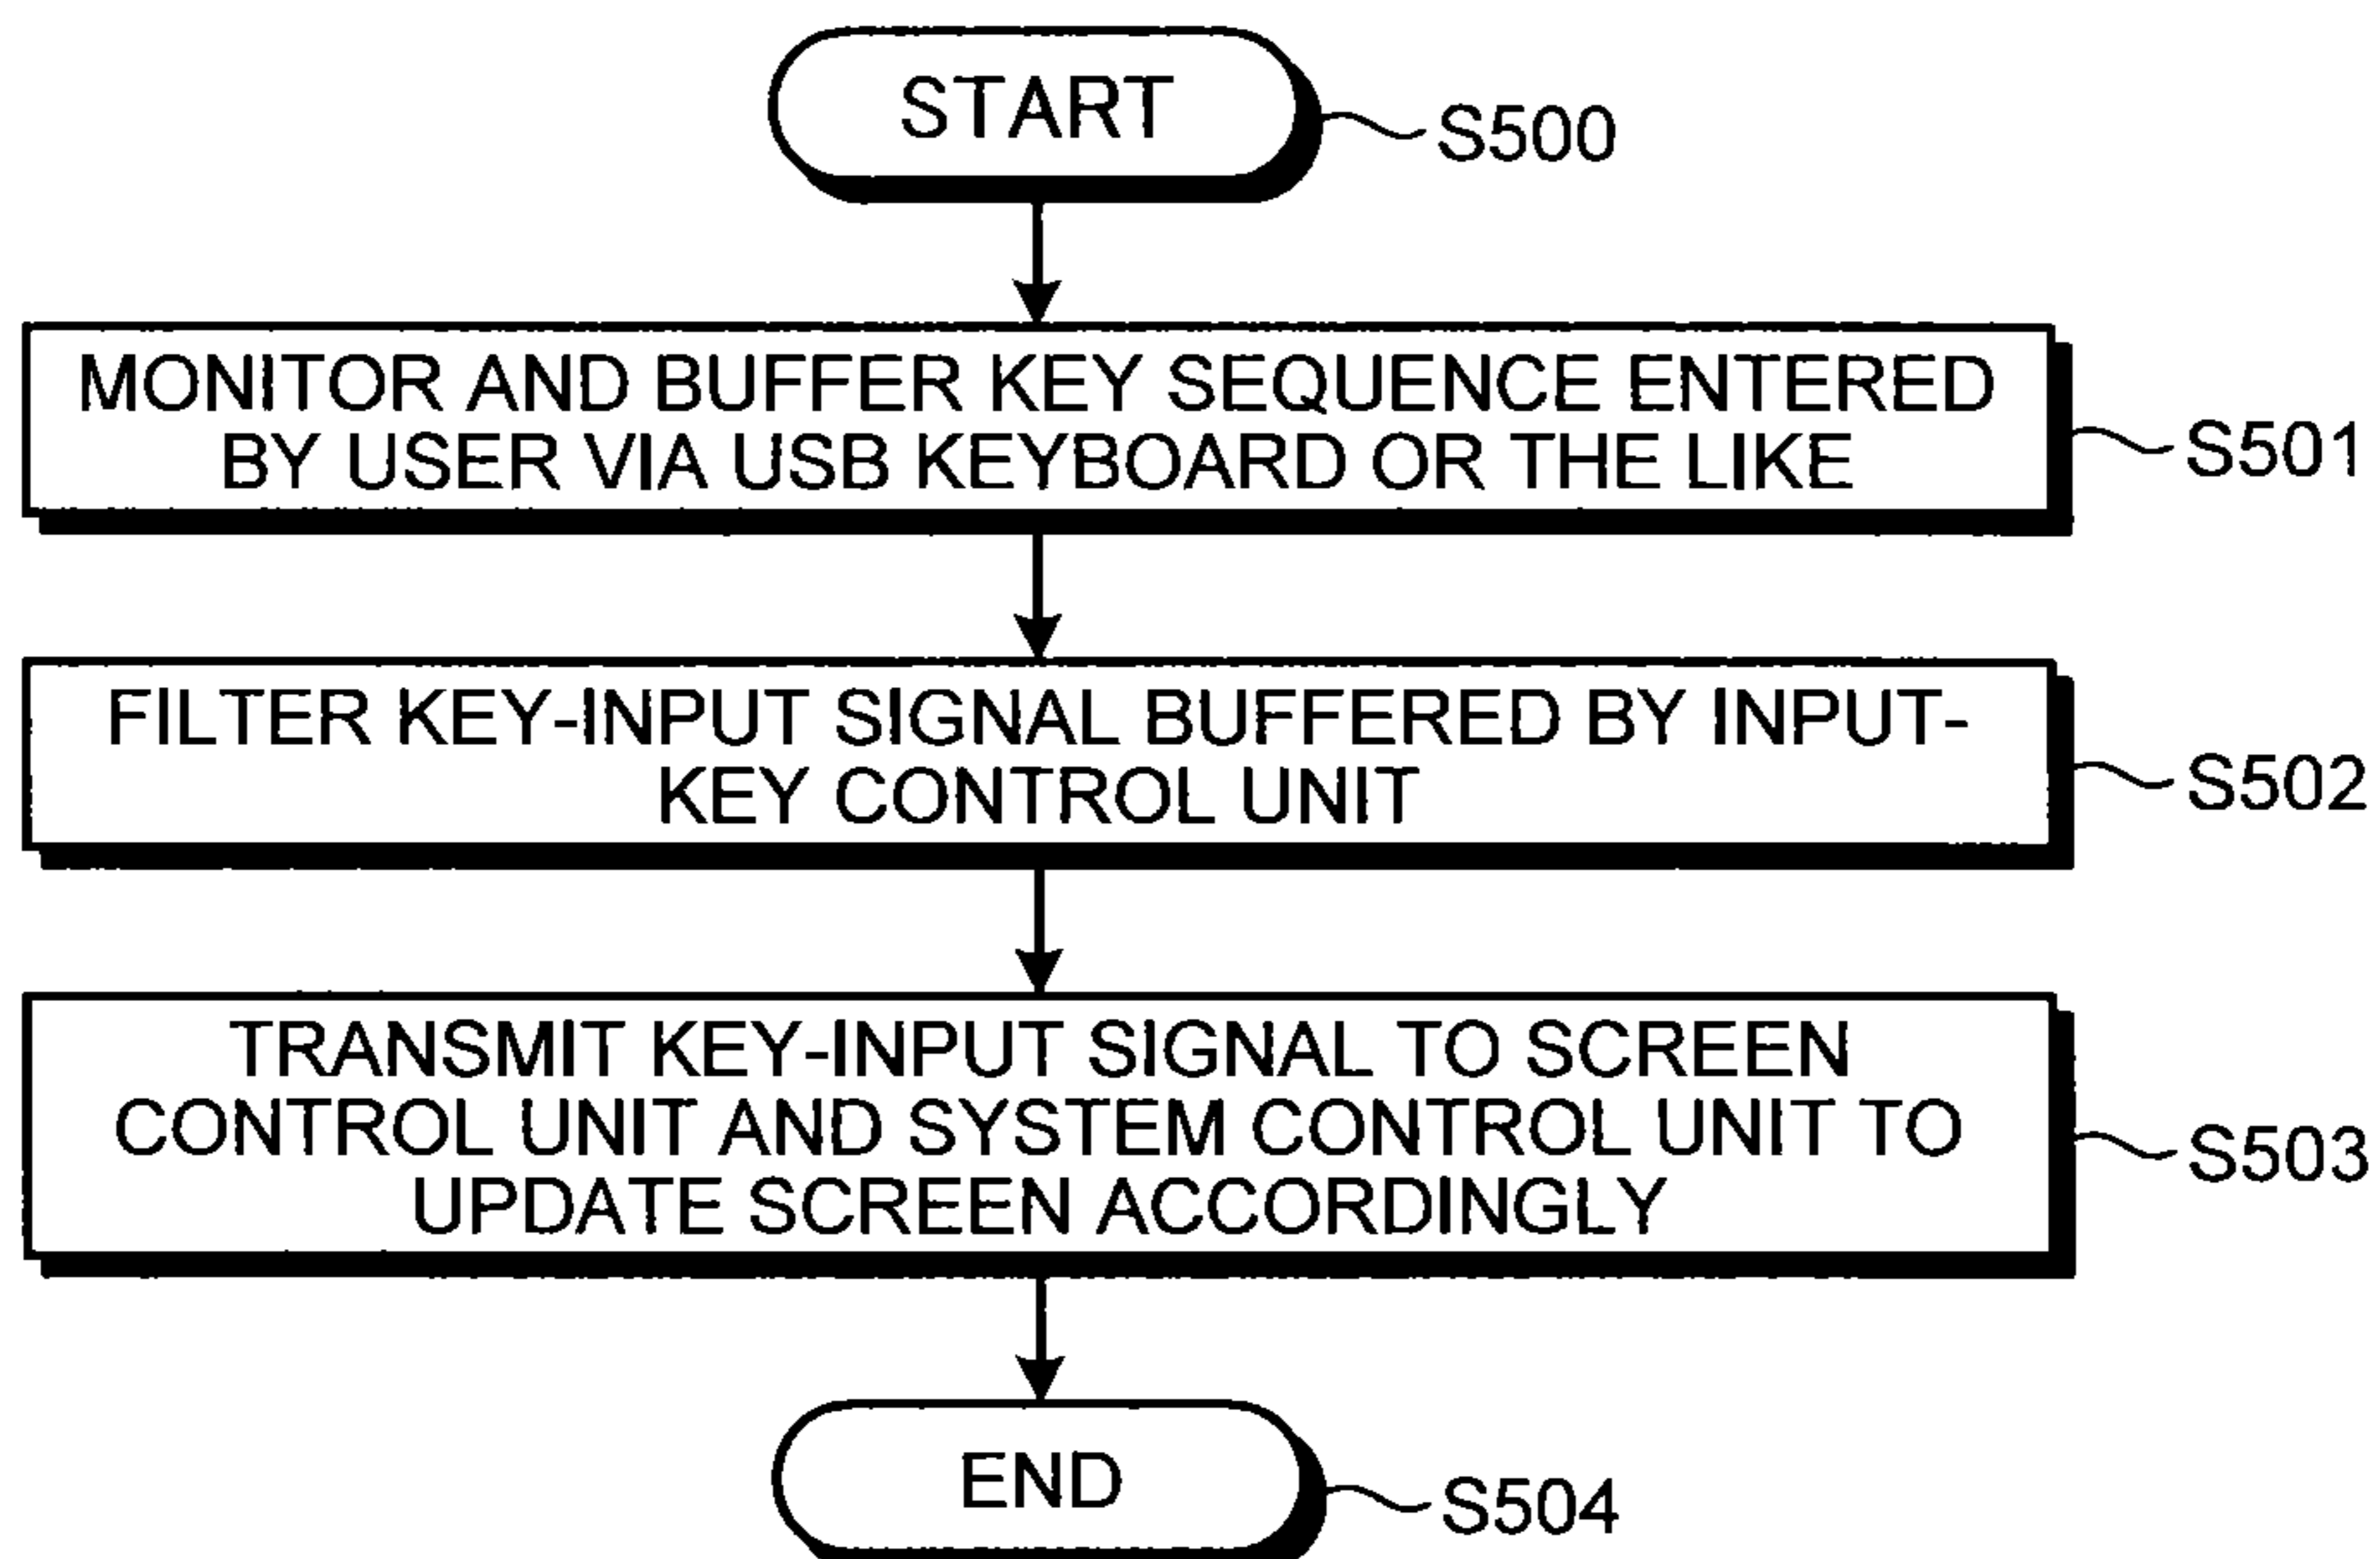 START
S500
MONITOR AND BUFFER KEY SEQUENCE ENTERED
BY USER VIA USB KEYBOARD OR THE LIKE
S501
FILTER KEY-INPUT SIGNAL BUFFERED BY INPUT-
KEY CONTROL UNIT
S502
TRANSMIT KEY-INPUT SIGNAL TO SCREEN
CONTROL UNIT AND SYSTEM CONTROL UNIT TO
UPDATE SCREEN ACCORDINGLY
S503
END
S504